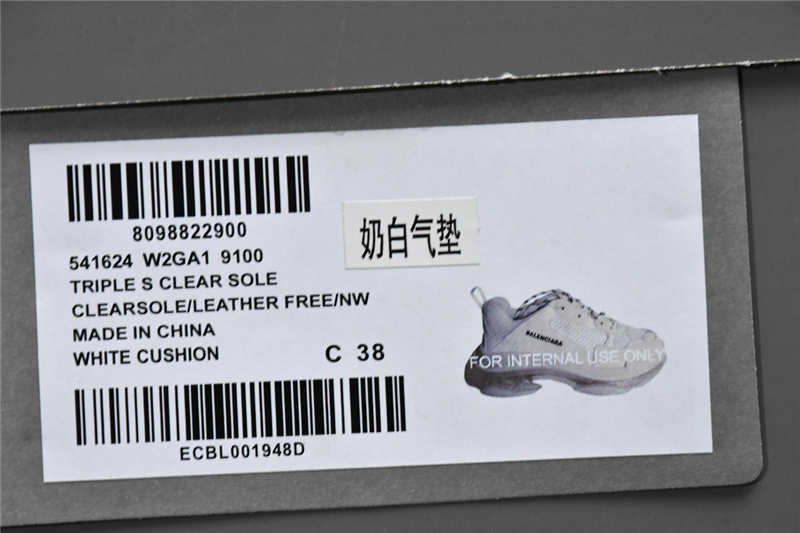 8098822900
541624 W2GA1 9100
TRIPLE S CLEAR SOLE
CLEARSOLE/LEATHER FREE/NW
MADE IN CHINA
WHITE CUSHION C 38
ECBL001948D
奶白气垫
BALENCIAGA
FOR INTERNAL USE ONLY